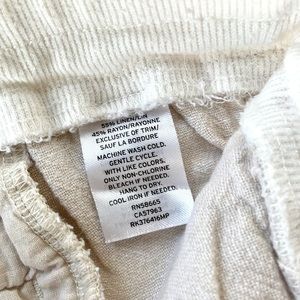 55% LINEN/LIN
45% RAYON/RAYONNE
EXCLUSIVE OF TRIM/
SAUF LA BORDURE
MACHINE WASH COLD.
GENTLE CYCLE.
WITH LIKE COLORS.
ONLY NON-CHLORINE
BLEACH IF NEEDED.
HANG TO DRY.
COOL IRON IF NEEDED.
RN58665
CA57963
RK376416MP